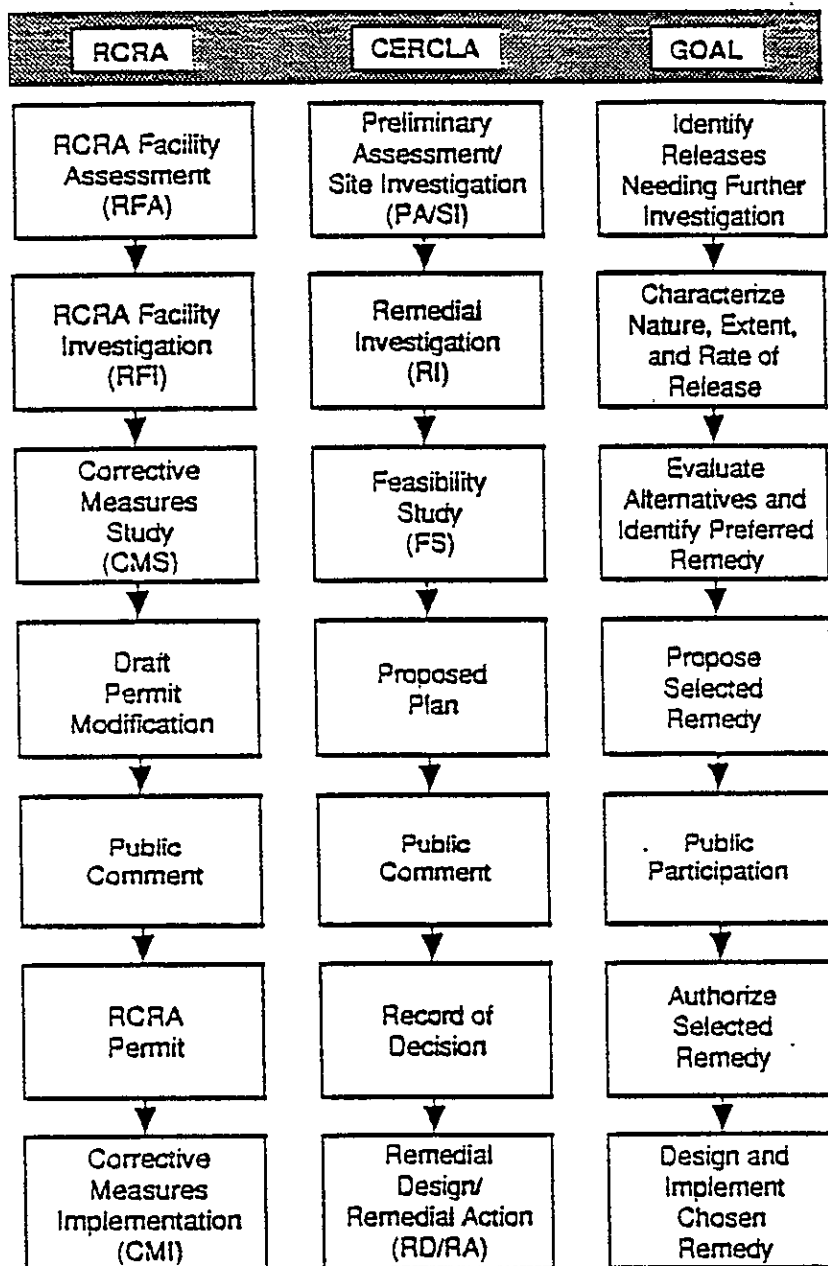 RCRA
CERCLA
GOAL
RCRA Facility
Assessment
(RFA)
Preliminary
Assessment/
Site Investigation
(PA/SI)
Identify
Releases
Needing Further
Investigation
RCRA Facility
Investigation
(RFI)
Remedial
Investigation
(RI)
Characterize
Nature, Extent,
and Rate of
Release
Corrective
Measures
Study
(CMS)
Feasibility
Study
(FS)
Evaluate
Alternatives and
Identify Preferred
Remedy
Draft
Permit
Modification
Proposed
Plan
Propose
Selected
Remedy
Public
Comment
Public
Comment
Public
Participation
RCRA
Permit
Record of
Decision
Authorize
Selected
Remedy
Corrective
Measures
Implementation
(CMI)
Remedial
Design/
Remedial Action
(RD/RA)
Design and
Implement
Chosen
Remedy